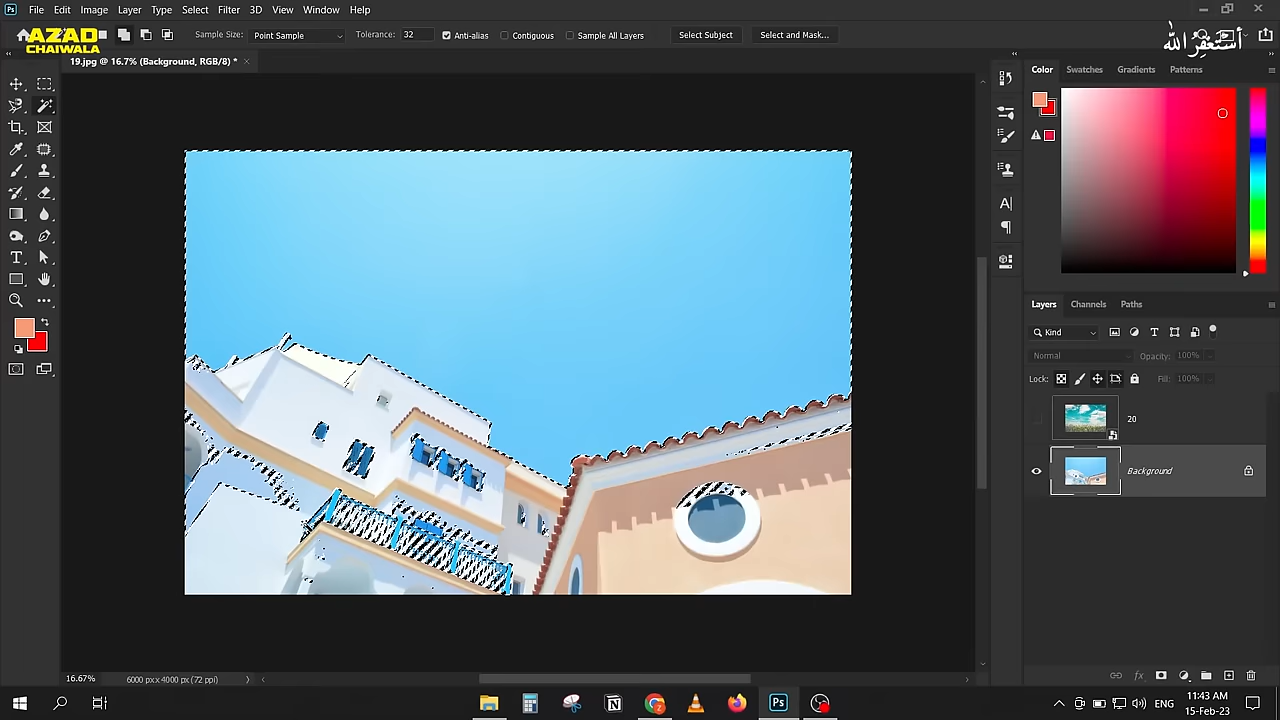 Ps File Edit Image Layer Type Select Filter 3D View Window Help
AZAD
CHAIWALA
Sample Size: Point Sample Tolerance: 32 Anti-alias Contiguous Sample All Layers Select Subject Select and Mask...
أستغفر الله
19.jpg @ 16.7% (Background, RGB/8) * ×
Color Swatches Gradients Patterns
Layers Channels Paths
Kind
Normal Opacity: 100%
Lock: Fill: 100%
20
Background
16.67% 6000 px x 4000 px (72 ppi)
11:43 AM
ENG
15-Feb-23